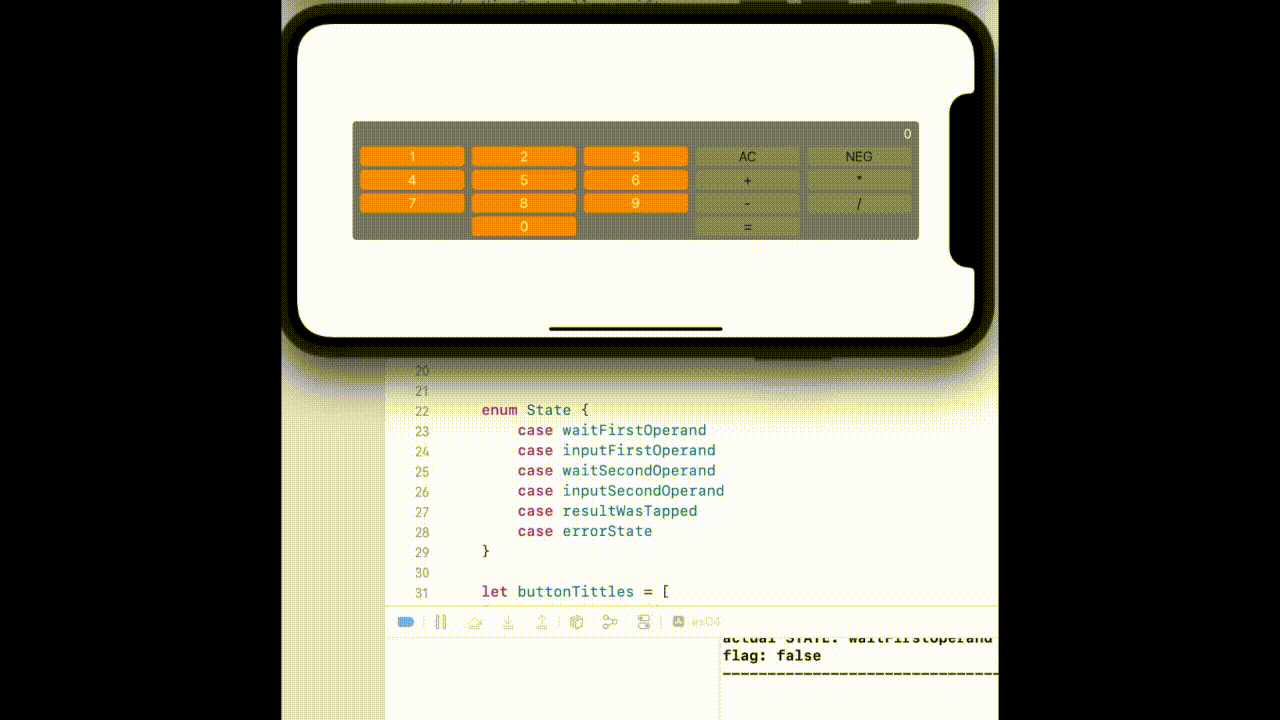 0
1 2 3 AC NEG
4 5 6 + *
7 8 9 - /
0 =
20
21
22 enum State {
23 case waitFirstOperand
24 case inputFirstOperand
25 case waitSecondOperand
26 case inputSecondOperand
27 case resultWasTapped
28 case errorState
29 }
30
31 let buttonTittles = [
ex04
actual STATE: waitFirstOperand
flag: false
-------------------------------